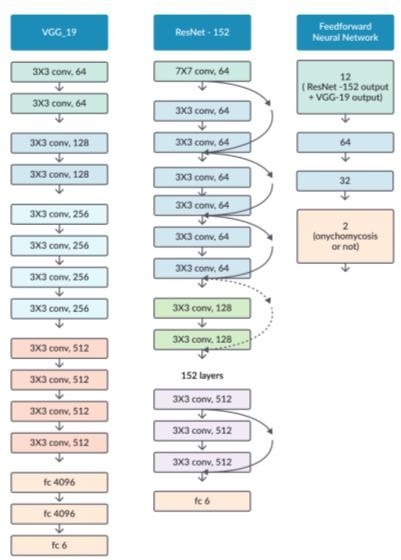 VGG_19
3X3 conv, 64
3X3 conv, 64
3X3 conv, 128
3X3 conv, 128
3X3 conv, 256
3X3 conv, 256
3X3 conv, 256
3X3 conv, 256
3X3 conv, 512
3X3 conv, 512
3X3 conv, 512
3X3 conv, 512
fc 4096
fc 4096
fc 6
ResNet - 152
7X7 conv, 64
3X3 conv, 64
3X3 conv, 64
3X3 conv, 64
3X3 conv, 64
3X3 conv, 64
3X3 conv, 64
3X3 conv, 128
3X3 conv, 128
152 layers
3X3 conv, 512
3X3 conv, 512
3X3 conv, 512
fc 6
Feedforward
Neural Network
12
( ResNet -152 output
+ VGG-19 output)
64
32
2
(onychomycosis
or not)